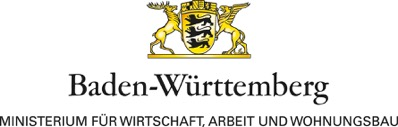 Baden-Württemberg
MINISTERIUM FÜR WIRTSCHAFT, ARBEIT UND WOHNUNGSBAU